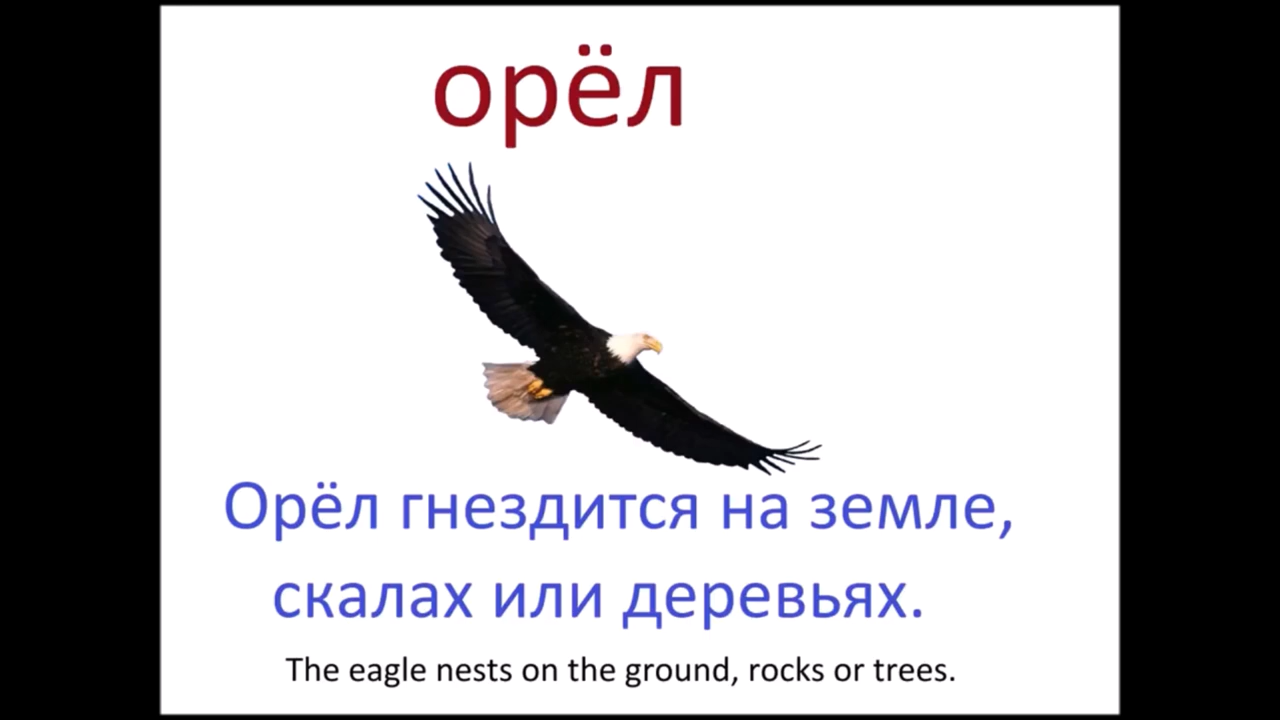 орёл
Орёл гнездится на земле,
скалах или деревьях.
The eagle nests on the ground, rocks or trees.